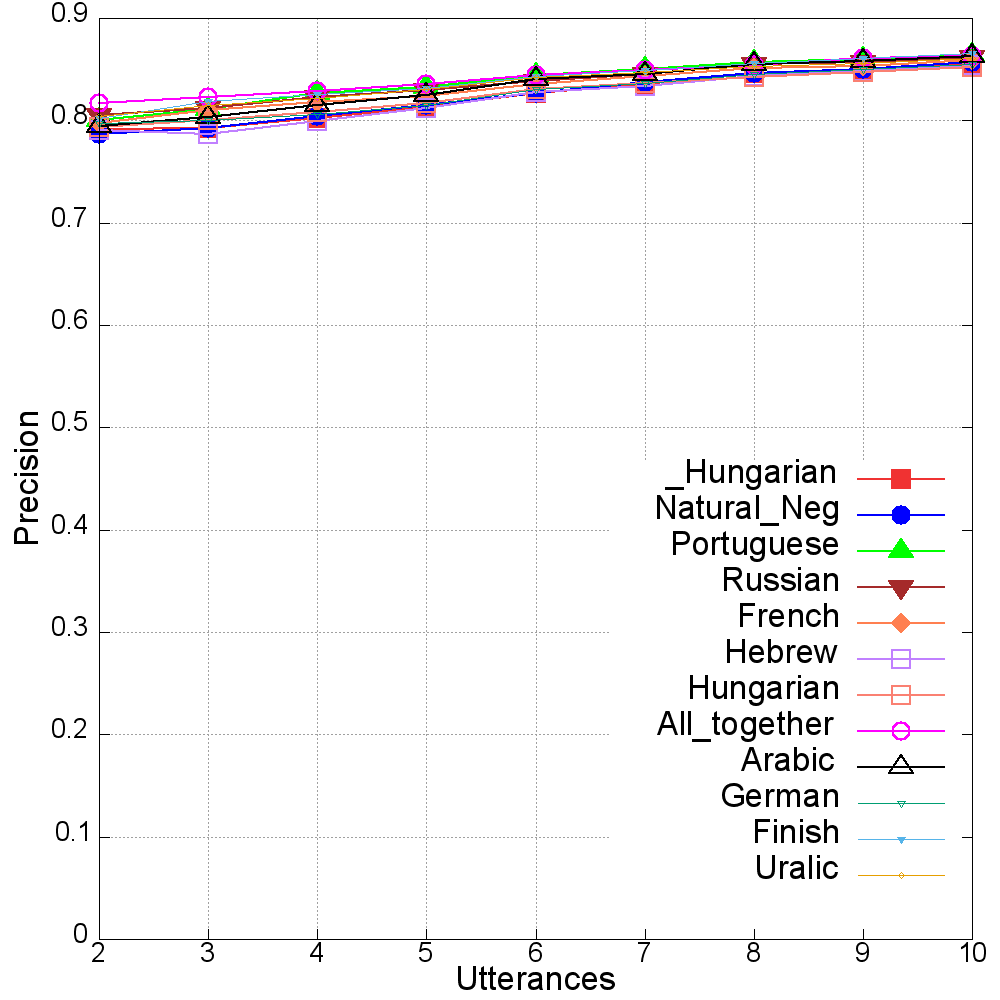 0.9
0.8
0.7
0.6
0.5
0.4
0.3
0.2
0.1
0
Precision
_Hungarian
Natural_Neg
Portuguese
Russian
French
Hebrew
Hungarian
All_together
Arabic
German
Finish
Uralic
2 3 4 5 6 7 8 9 10
Utterances